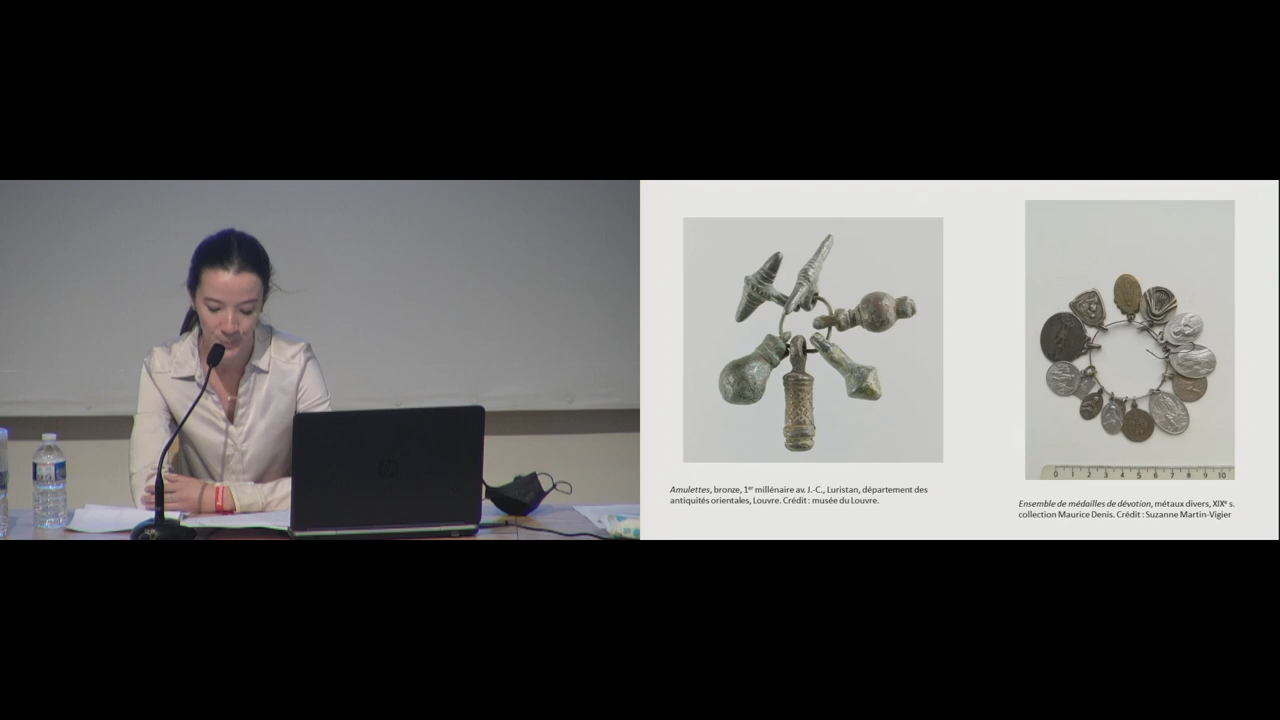 Amulettes, bronze, 1er millénaire av. J.-C., Luristan, département des
antiquités orientales, Louvre. Crédit : musée du Louvre.
Ensemble de médailles de dévotion, métaux divers, XIXe s.
collection Maurice Denis. Crédit : Suzanne Martin-Vigier
0 1 2 3 4 5 6 7 8 9 10
hp